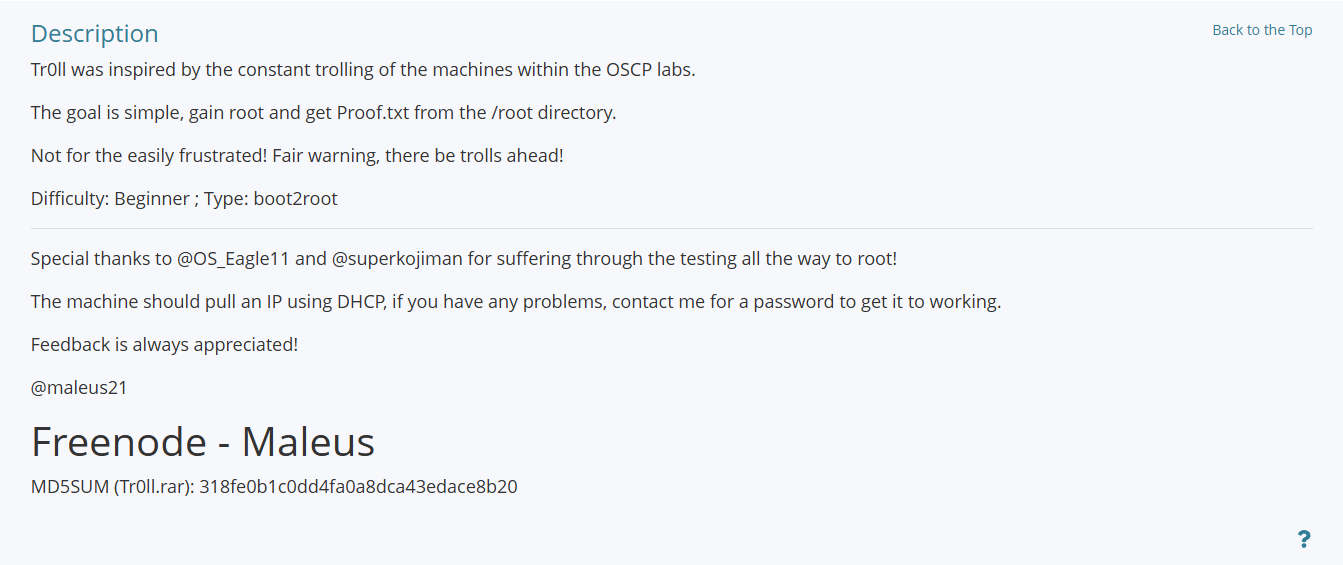 Description
Back to the Top
Tr0ll was inspired by the constant trolling of the machines within the OSCP labs.
The goal is simple, gain root and get Proof.txt from the /root directory.
Not for the easily frustrated! Fair warning, there be trolls ahead!
Difficulty: Beginner ; Type: boot2root
Special thanks to @OS_Eagle11 and @superkojiman for suffering through the testing all the way to root!
The machine should pull an IP using DHCP, if you have any problems, contact me for a password to get it to working.
Feedback is always appreciated!
@maleus21
Freenode - Maleus
MD5SUM (Tr0ll.rar): 318fe0b1c0dd4fa0a8dca43edace8b20
?